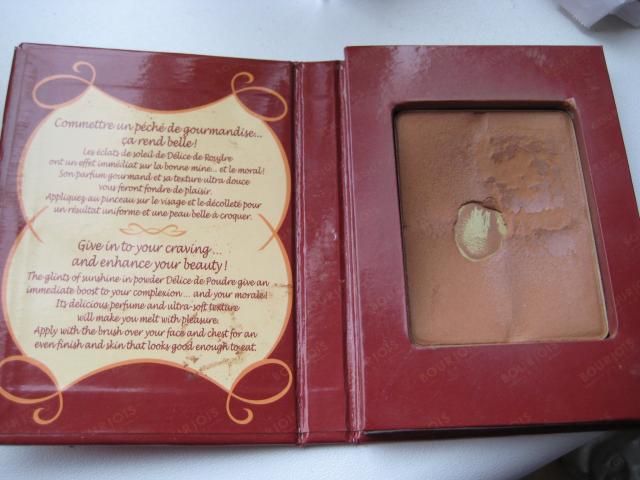 Commettre un péché de gourmandise...
ça rend belle !
Les éclats de soleil de Délice de Poudre
ont un effet immédiat sur la bonne mine... et le moral !
Son parfum gourmand et sa texture ultra douce
vous feront fondre de plaisir.
Appliquez au pinceau sur le visage et le décolleté pour
un résultat uniforme et une peau belle à croquer.
Give in to your craving...
and enhance your beauty !
The glints of sunshine in powder Délice de Poudre give an
immediate boost to your complexion... and your morale !
Its delicious perfume and ultra-soft texture
will make you melt with pleasure.
Apply with the brush over your face and chest for an
even finish and skin that looks good enough to eat.
BOURJOIS
BOURJOIS
BOURJOIS
BOURJOIS